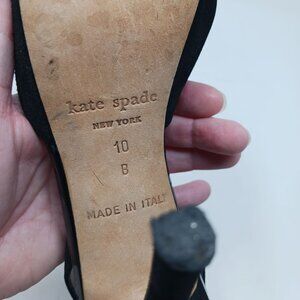 kate spade
NEW YORK
10
B
MADE IN ITALY